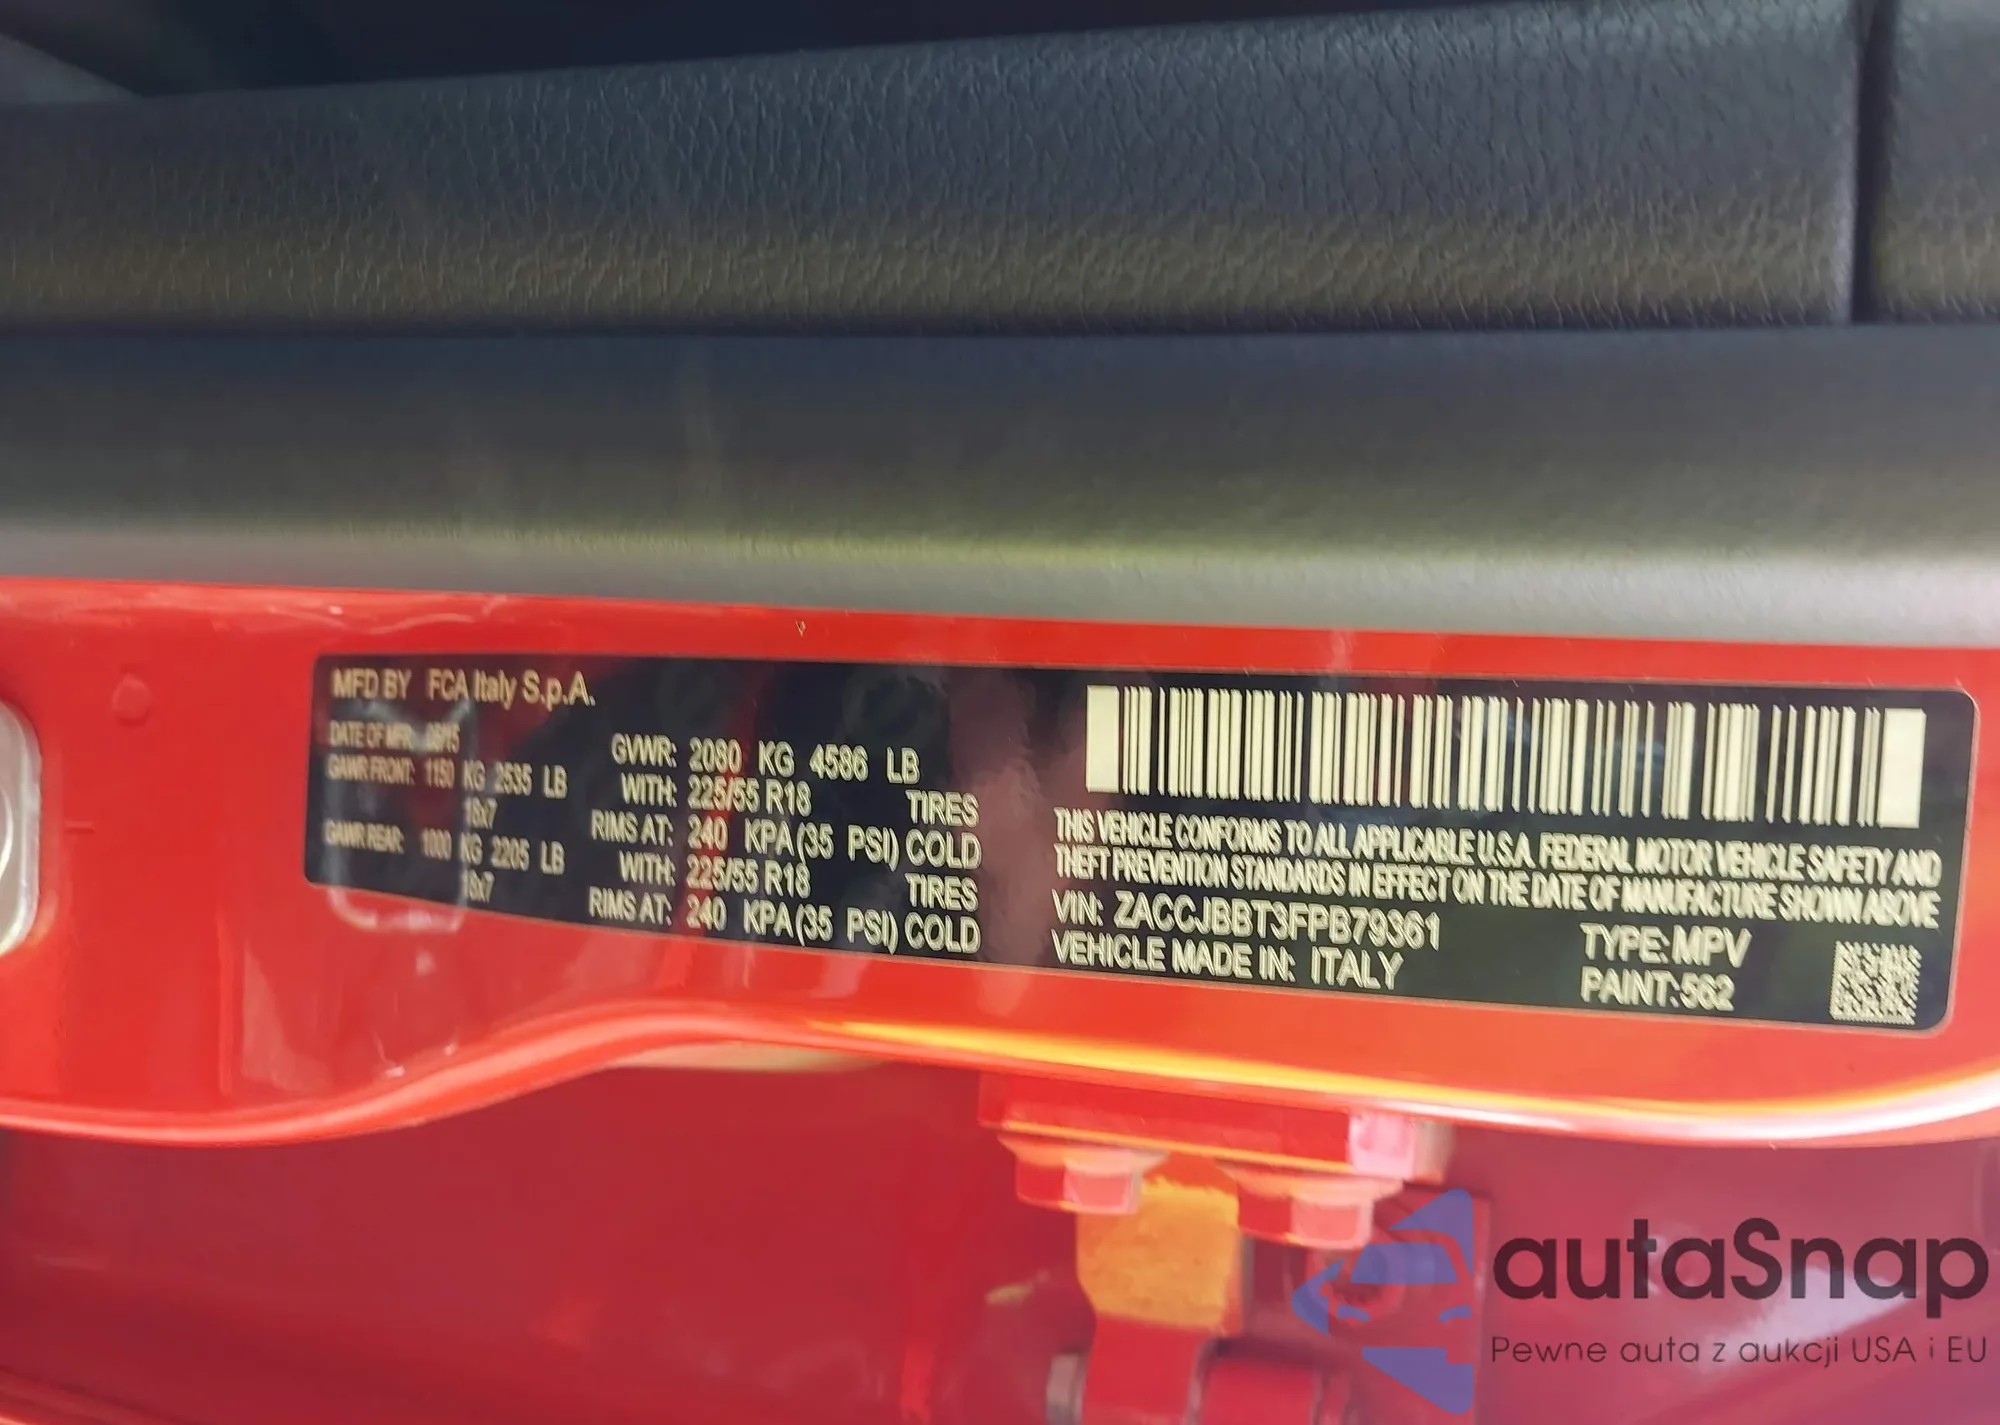 MFD BY FCA Italy S.p.A.
DATE OF MFR:
GAWR FRONT: 1150 KG 2535 LB
18x7
GAWR REAR: 1000 KG 2205 LB
18x7
GVWR: 2080 KG 4586 LB
WITH: 225/55 R18 TIRES
RIMS AT: 240 KPA (35 PSI) COLD
WITH: 225/55 R18 TIRES
RIMS AT: 240 KPA (35 PSI) COLD
THIS VEHICLE CONFORMS TO ALL APPLICABLE U.S.A. FEDERAL MOTOR VEHICLE SAFETY AND
THEFT PREVENTION STANDARDS IN EFFECT ON THE DATE OF MANUFACTURE SHOWN ABOVE
VIN: ZACCJBBT3FPB79361
VEHICLE MADE IN: ITALY
TYPE: MPV
PAINT: 562
autaSnap
Pewne auta z aukcji USA i EU